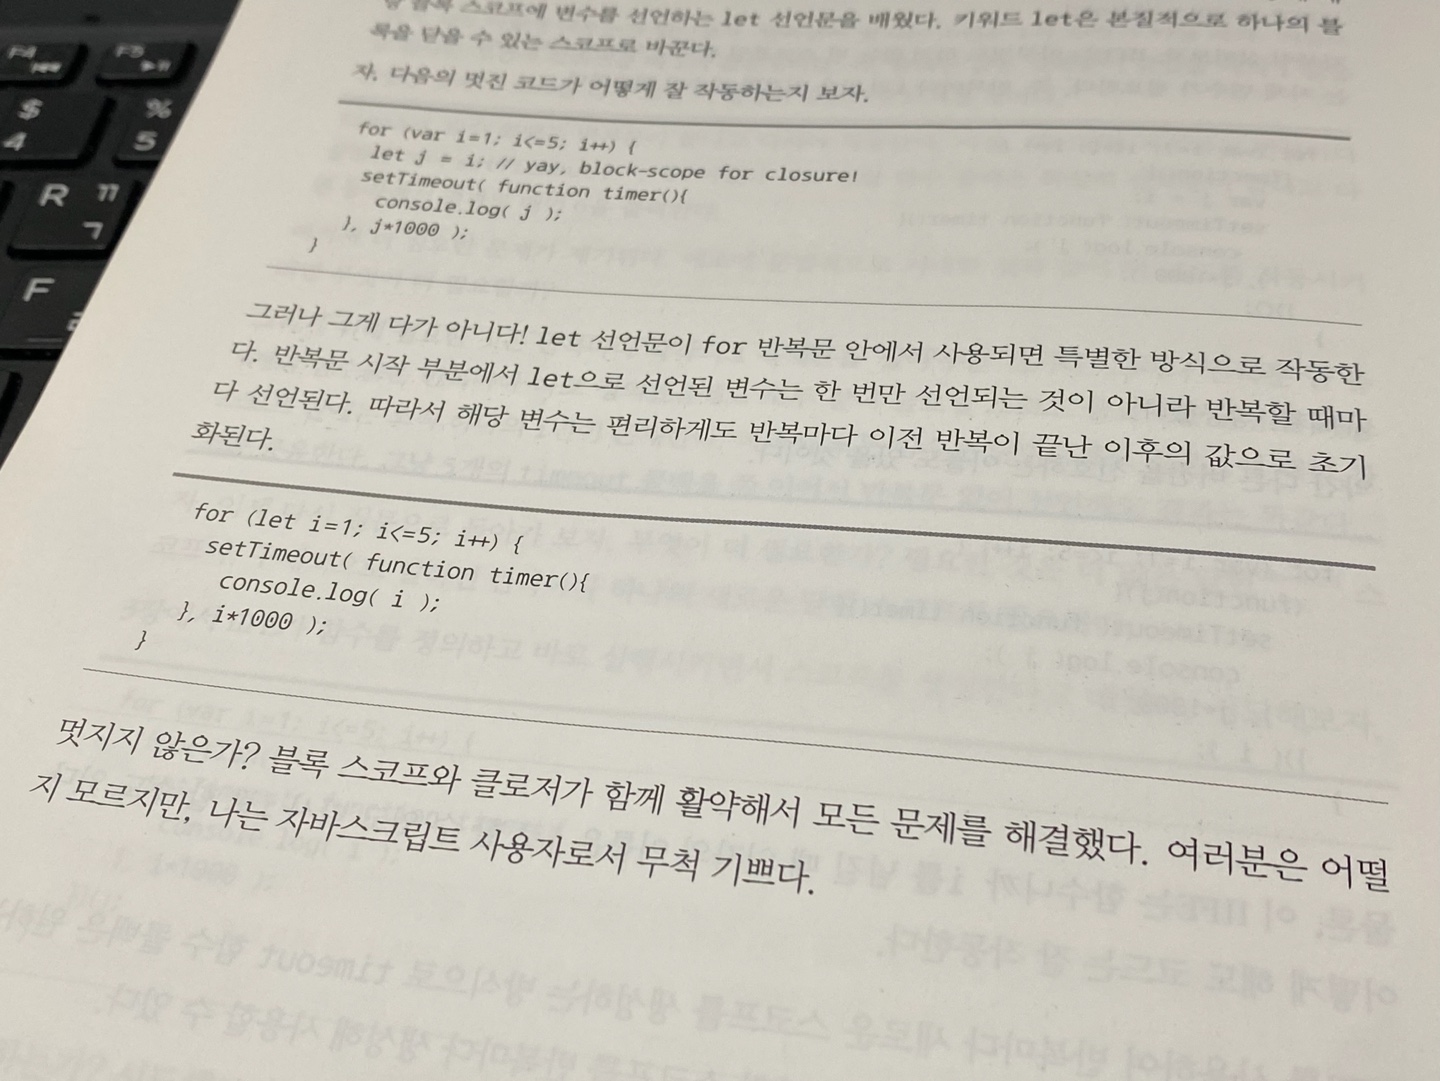 F4
F5
$
4
%
5
R ㄲ
ㄱ
F
블록 스코프에 변수를 선언하는 let 선언문을 배웠다. 키워드 let은 본질적으로 하나의 블
록을 닫을 수 있는 스코프로 바꾼다.
자, 다음의 멋진 코드가 어떻게 잘 작동하는지 보자.
for (var i=1; i<=5; i++) {
let j = i; // yay, block-scope for closure!
setTimeout( function timer(){
console.log( j );
}, j*1000 );
}
그러나 그게 다가 아니다! let 선언문이 for 반복문 안에서 사용되면 특별한 방식으로 작동한
다. 반복문 시작 부분에서 let으로 선언된 변수는 한 번만 선언되는 것이 아니라 반복할 때마
다 선언된다. 따라서 해당 변수는 편리하게도 반복마다 이전 반복이 끝난 이후의 값으로 초기
화된다.
for (let i=1; i<=5; i++) {
setTimeout( function timer(){
console.log( i );
}, i*1000 );
}
멋지지 않은가? 블록 스코프와 클로저가 함께 활약해서 모든 문제를 해결했다. 여러분은 어떨
지 모르지만, 나는 자바스크립트 사용자로서 무척 기쁘다.